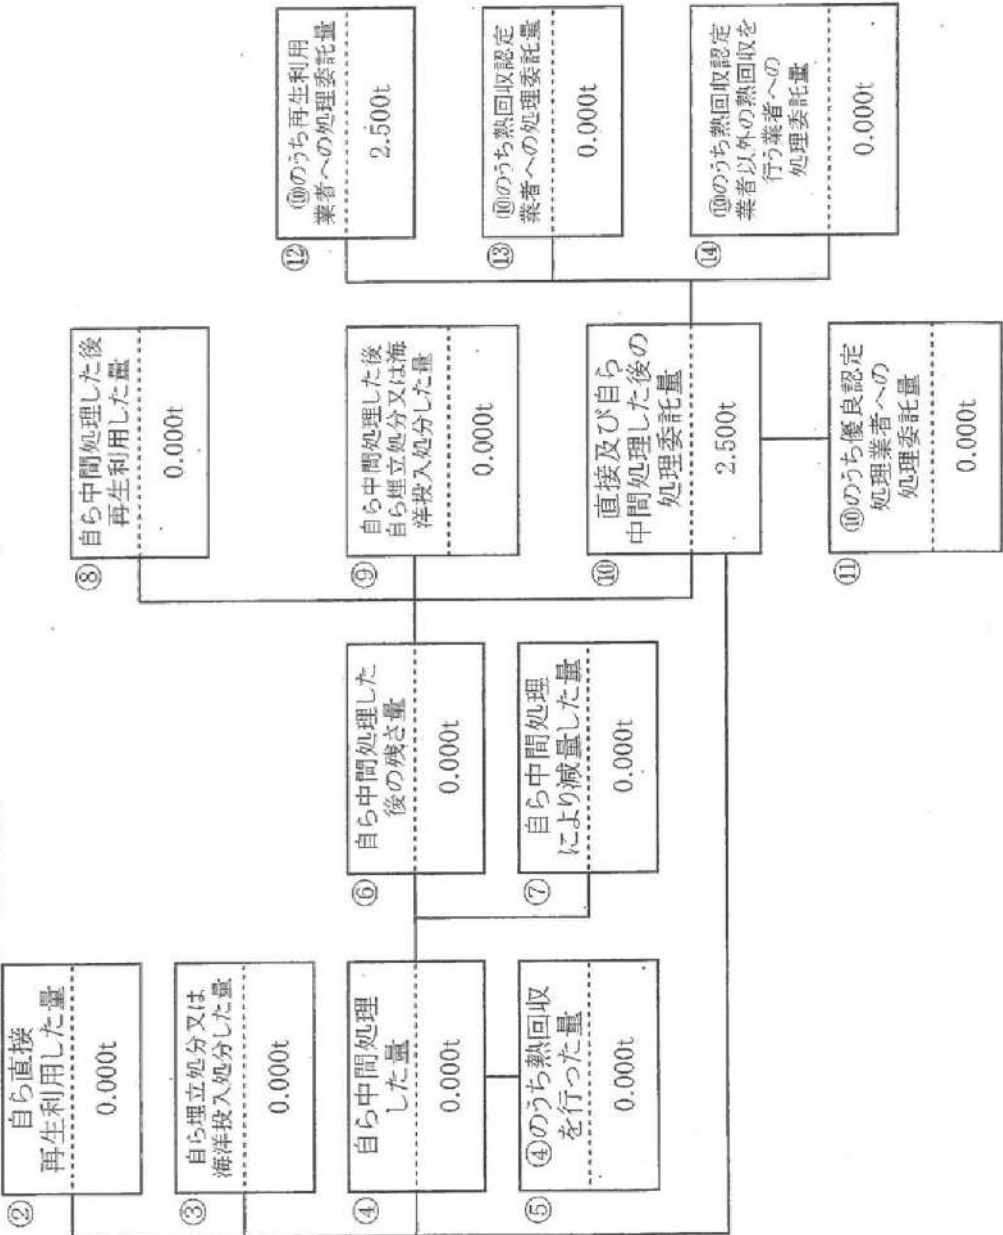 ②
自ら直接
再生利用した量
0.000t
③
自ら埋立処分又は
海洋投入処分した量
0.000t
④
自ら中間処理
した量
0.000t
⑤
④のうち熱回収
を行った量
0.000t
⑥
自ら中間処理した
後の残さ量
0.000t
⑦
自ら中間処理
により減量した量
0.000t
⑧
自ら中間処理した後
再生利用した量
0.000t
⑨
自ら中間処理した後
自ら埋立処分又は海
洋投入処分した量
0.000t
⑩
直接及び自ら
中間処理した後の
処理委託量
2.500t
⑪
⑩のうち優良認定
処理業者への
処理委託量
0.000t
⑫
⑩のうち再生利用
業者への処理委託量
2.500t
⑬
⑩のうち熱回収認定
業者への処理委託量
0.000t
⑭
⑩のうち熱回収認定
業者以外の熱回収を
行う業者への
処理委託量
0.000t